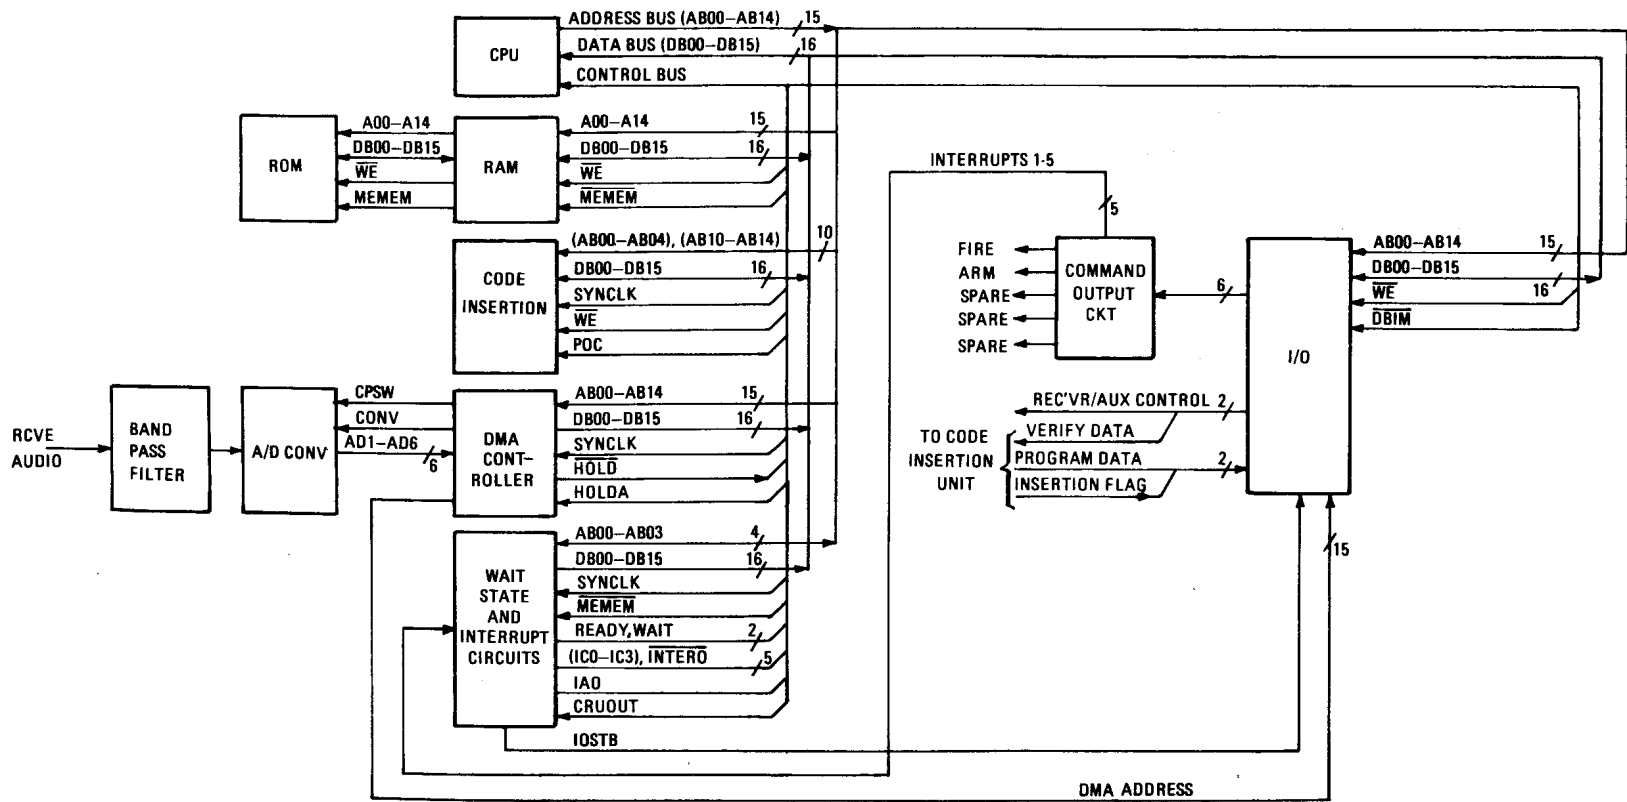 ADDRESS BUS (AB00–AB14) 15
DATA BUS (DB00–DB15) 16
CONTROL BUS
CPU
A00–A14
DB00–DB15
WE
MEMEM
ROM
RAM
A00–A14 15
DB00–DB15 16
WE
MEMEM
INTERRUPTS 1-5
5
(AB00–AB04), (AB10–AB14) 10
DB00–DB15 16
SYNCLK
WE
POC
CODE
INSERTION
FIRE
ARM
SPARE
SPARE
SPARE
COMMAND
OUTPUT
CKT
6
I/O
AB00–AB14 15
DB00–DB15
WE 16
DBIM
RCVE
AUDIO
BAND
PASS
FILTER
A/D CONV
CPSW
CONV
AD1–AD6
6
DMA
CONT-
ROLLER
AB00–AB14 15
DB00–DB15 16
SYNCLK
HOLD
HOLDA
REC'VR/AUX CONTROL 2
VERIFY DATA
PROGRAM DATA 2
INSERTION FLAG
TO CODE
INSERTION
UNIT
WAIT
STATE
AND
INTERRUPT
CIRCUITS
AB00–AB03 4
DB00–DB15 16
SYNCLK
MEMEM
READY,WAIT 2
(IC0–IC3), INTERO 5
IAO
CRUOUT
IOSTB
15
DMA ADDRESS